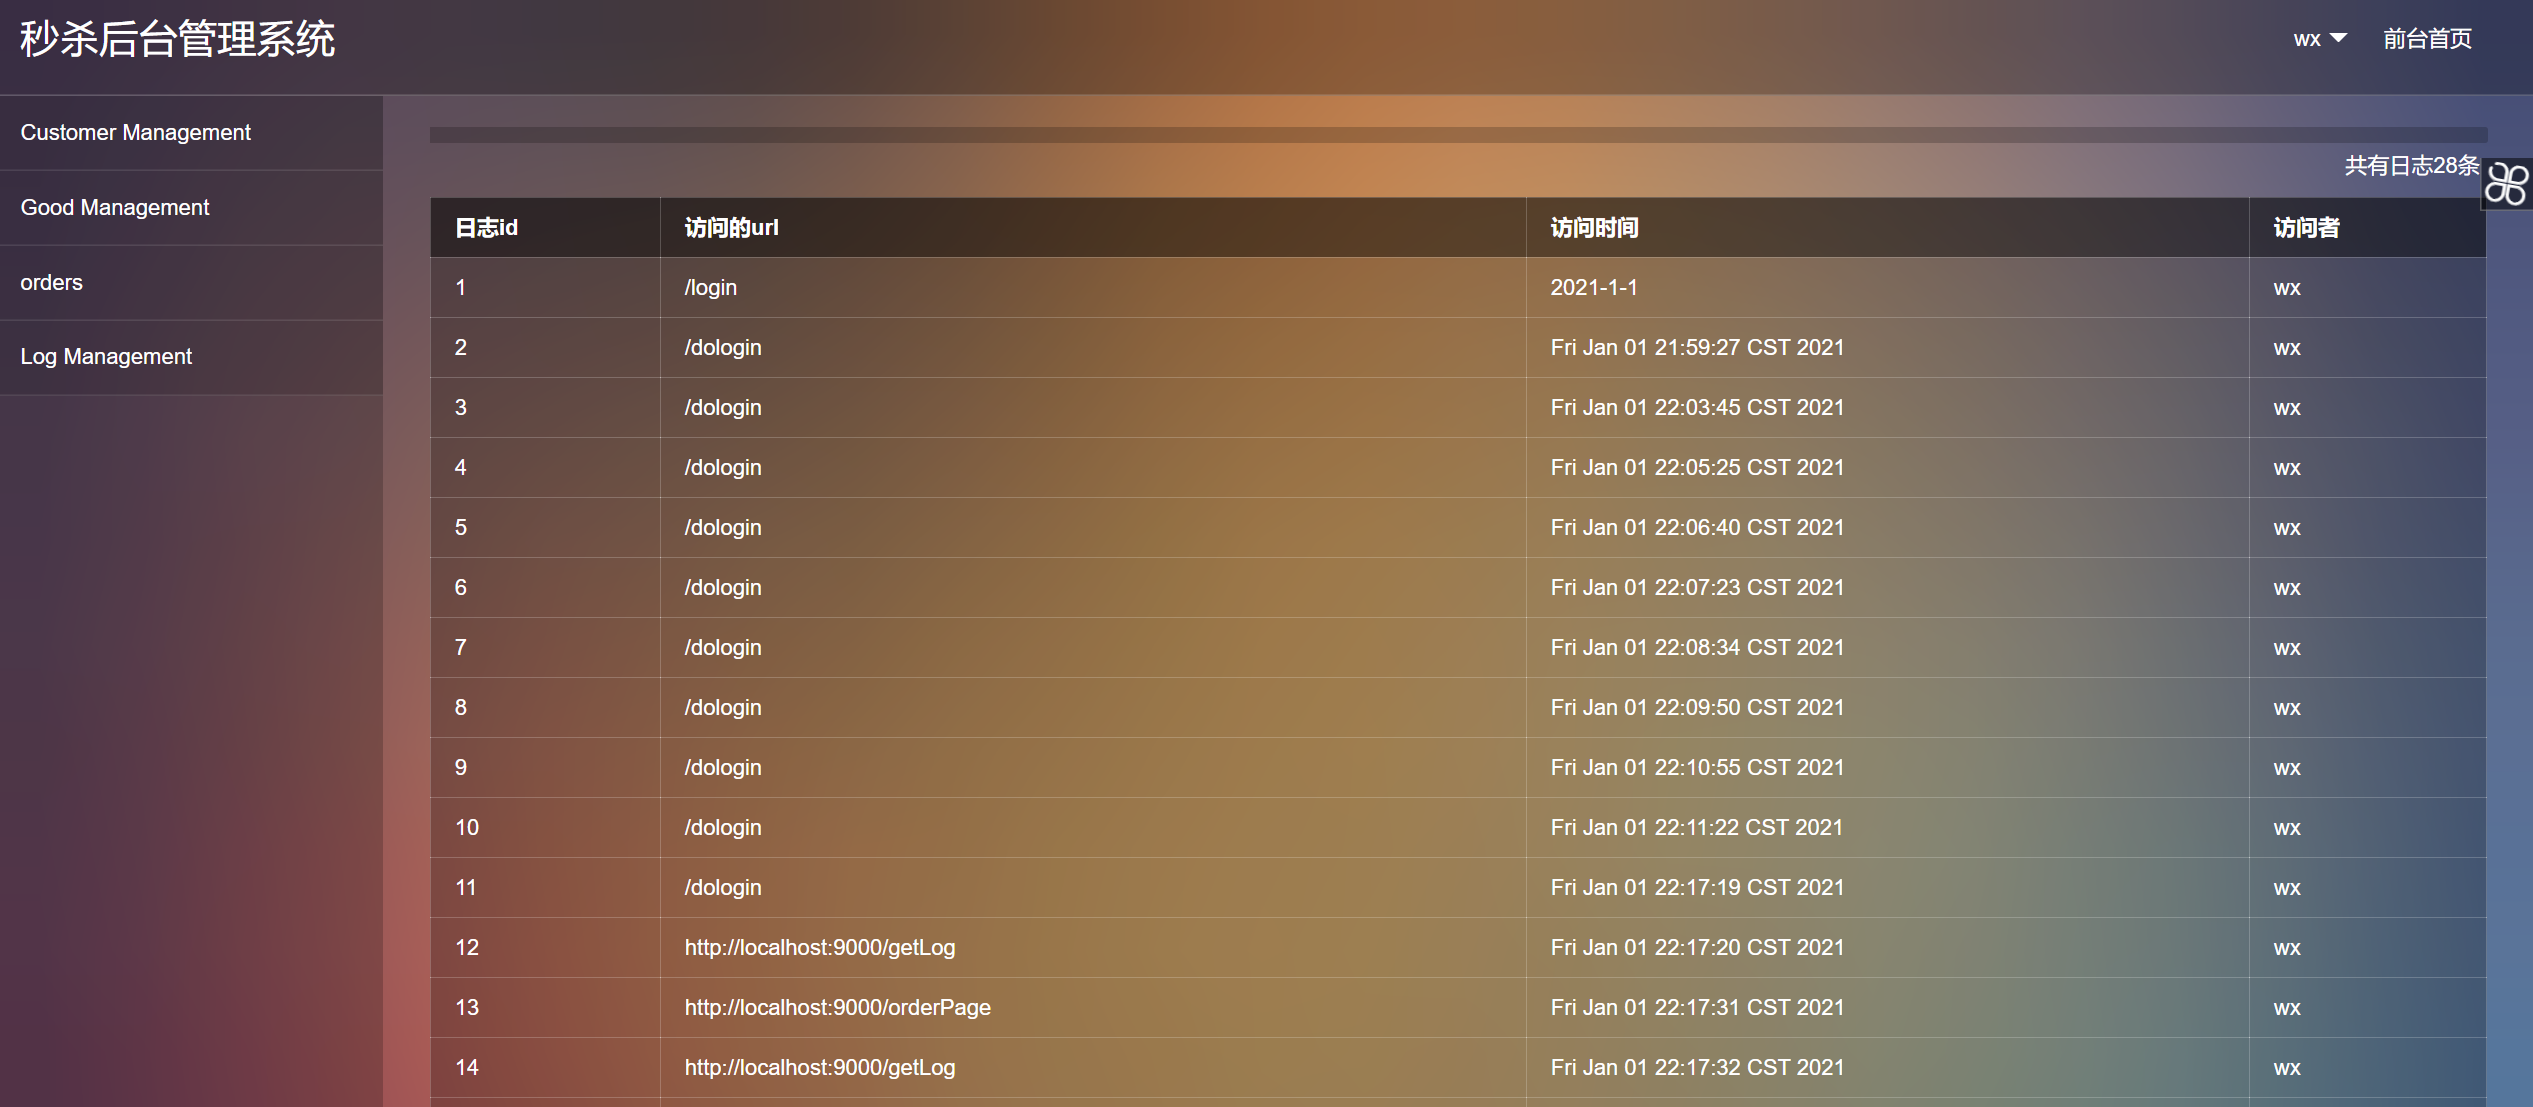 秒杀后台管理系统
wx 前台首页
Customer Management
Good Management
orders
Log Management
共有日志28条
日志id 访问的url 访问时间 访问者
1 /login 2021-1-1 wx
2 /dologin Fri Jan 01 21:59:27 CST 2021 wx
3 /dologin Fri Jan 01 22:03:45 CST 2021 wx
4 /dologin Fri Jan 01 22:05:25 CST 2021 wx
5 /dologin Fri Jan 01 22:06:40 CST 2021 wx
6 /dologin Fri Jan 01 22:07:23 CST 2021 wx
7 /dologin Fri Jan 01 22:08:34 CST 2021 wx
8 /dologin Fri Jan 01 22:09:50 CST 2021 wx
9 /dologin Fri Jan 01 22:10:55 CST 2021 wx
10 /dologin Fri Jan 01 22:11:22 CST 2021 wx
11 /dologin Fri Jan 01 22:17:19 CST 2021 wx
12 http://localhost:9000/getLog Fri Jan 01 22:17:20 CST 2021 wx
13 http://localhost:9000/orderPage Fri Jan 01 22:17:31 CST 2021 wx
14 http://localhost:9000/getLog Fri Jan 01 22:17:32 CST 2021 wx